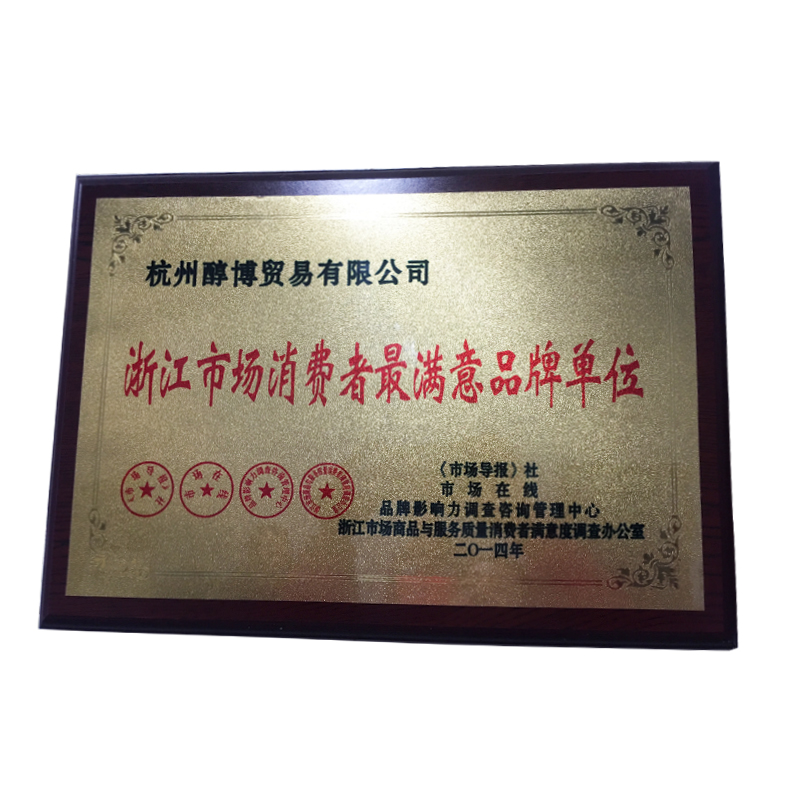 杭州醇博贸易有限公司
浙江市场消费者最满意品牌单位
《市场导报》社
市场在线
品牌影响力调查咨询管理中心
浙江市场商品与服务质量消费者满意度调查办公室
二〇一四年